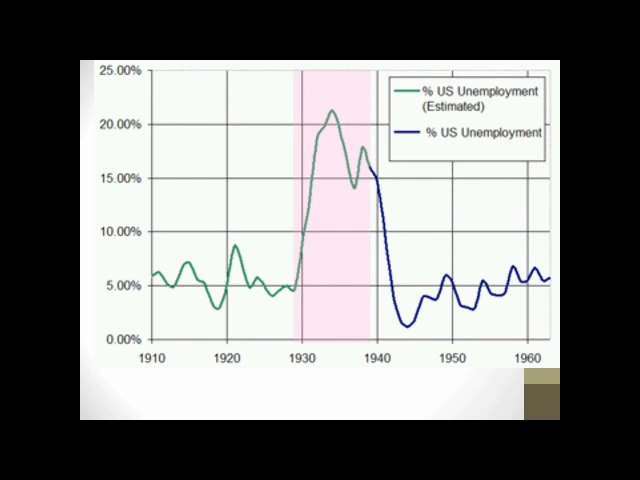 25.00%
20.00%
15.00%
10.00%
5.00%
0.00%
% US Unemployment
(Estimated)
% US Unemployment
1910 1920 1930 1940 1950 1960